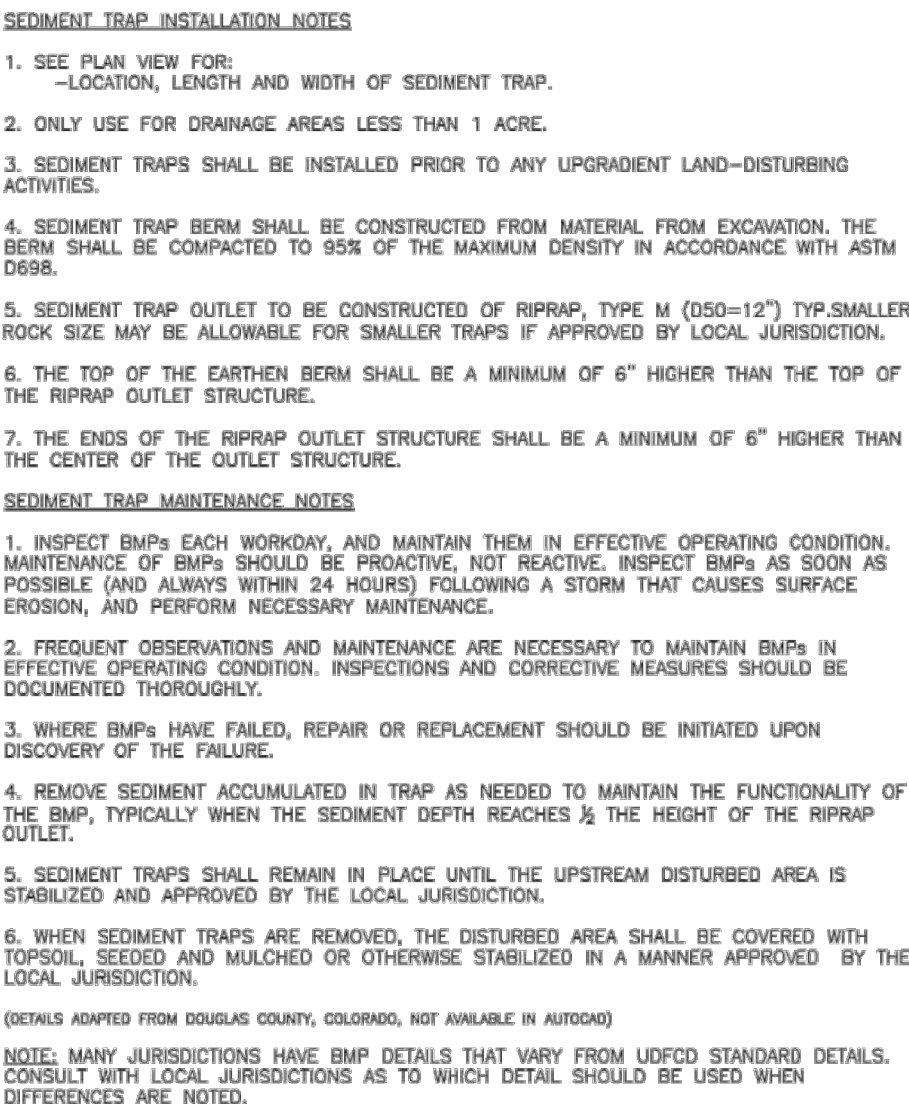 SEDIMENT TRAP INSTALLATION NOTES
1. SEE PLAN VIEW FOR:
-LOCATION, LENGTH AND WIDTH OF SEDIMENT TRAP.
2. ONLY USE FOR DRAINAGE AREAS LESS THAN 1 ACRE.
3. SEDIMENT TRAPS SHALL BE INSTALLED PRIOR TO ANY UPGRADIENT LAND-DISTURBING
ACTIVITIES.
4. SEDIMENT TRAP BERM SHALL BE CONSTRUCTED FROM MATERIAL FROM EXCAVATION. THE
BERM SHALL BE COMPACTED TO 95% OF THE MAXIMUM DENSITY IN ACCORDANCE WITH ASTM
D698.
5. SEDIMENT TRAP OUTLET TO BE CONSTRUCTED OF RIPRAP, TYPE M (D50=12") TYP.SMALLER
ROCK SIZE MAY BE ALLOWABLE FOR SMALLER TRAPS IF APPROVED BY LOCAL JURISDICTION.
6. THE TOP OF THE EARTHEN BERM SHALL BE A MINIMUM OF 6" HIGHER THAN THE TOP OF
THE RIPRAP OUTLET STRUCTURE.
7. THE ENDS OF THE RIPRAP OUTLET STRUCTURE SHALL BE A MINIMUM OF 6" HIGHER THAN
THE CENTER OF THE OUTLET STRUCTURE.
SEDIMENT TRAP MAINTENANCE NOTES
1. INSPECT BMPs EACH WORKDAY, AND MAINTAIN THEM IN EFFECTIVE OPERATING CONDITION.
MAINTENANCE OF BMPs SHOULD BE PROACTIVE, NOT REACTIVE. INSPECT BMPs AS SOON AS
POSSIBLE (AND ALWAYS WITHIN 24 HOURS) FOLLOWING A STORM THAT CAUSES SURFACE
EROSION, AND PERFORM NECESSARY MAINTENANCE.
2. FREQUENT OBSERVATIONS AND MAINTENANCE ARE NECESSARY TO MAINTAIN BMPs IN
EFFECTIVE OPERATING CONDITION. INSPECTIONS AND CORRECTIVE MEASURES SHOULD BE
DOCUMENTED THOROUGHLY.
3. WHERE BMPs HAVE FAILED, REPAIR OR REPLACEMENT SHOULD BE INITIATED UPON
DISCOVERY OF THE FAILURE.
4. REMOVE SEDIMENT ACCUMULATED IN TRAP AS NEEDED TO MAINTAIN THE FUNCTIONALITY OF
THE BMP, TYPICALLY WHEN THE SEDIMENT DEPTH REACHES ½ THE HEIGHT OF THE RIPRAP
OUTLET.
5. SEDIMENT TRAPS SHALL REMAIN IN PLACE UNTIL THE UPSTREAM DISTURBED AREA IS
STABILIZED AND APPROVED BY THE LOCAL JURISDICTION.
6. WHEN SEDIMENT TRAPS ARE REMOVED, THE DISTURBED AREA SHALL BE COVERED WITH
TOPSOIL, SEEDED AND MULCHED OR OTHERWISE STABILIZED IN A MANNER APPROVED BY THE
LOCAL JURISDICTION.
(DETAILS ADAPTED FROM DOUGLAS COUNTY, COLORADO, NOT AVAILABLE IN AUTOCAD)
NOTE: MANY JURISDICTIONS HAVE BMP DETAILS THAT VARY FROM UDFCD STANDARD DETAILS.
CONSULT WITH LOCAL JURISDICTIONS AS TO WHICH DETAIL SHOULD BE USED WHEN
DIFFERENCES ARE NOTED.